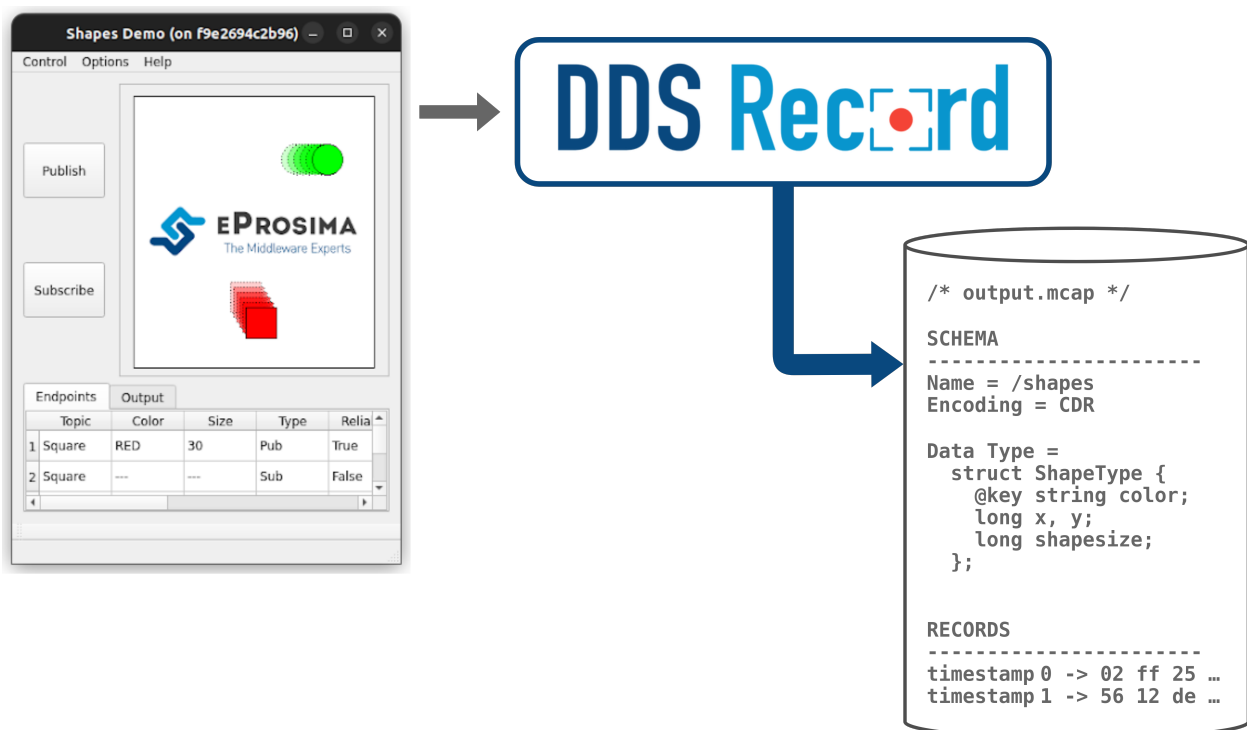 Shapes Demo (on f9e2694c2b96)
Control Options Help
Publish
Subscribe
ePROSIMA
The Middleware Experts
Endpoints Output
Topic Color Size Type Relia
1 Square RED 30 Pub True
2 Square --- --- Sub False
DDS Record
/* output.mcap */
SCHEMA
-----------------------
Name = /shapes
Encoding = CDR
Data Type =
struct ShapeType {
@key string color;
long x, y;
long shapesize;
};
RECORDS
-----------------------
timestamp 0 -> 02 ff 25 …
timestamp 1 -> 56 12 de …